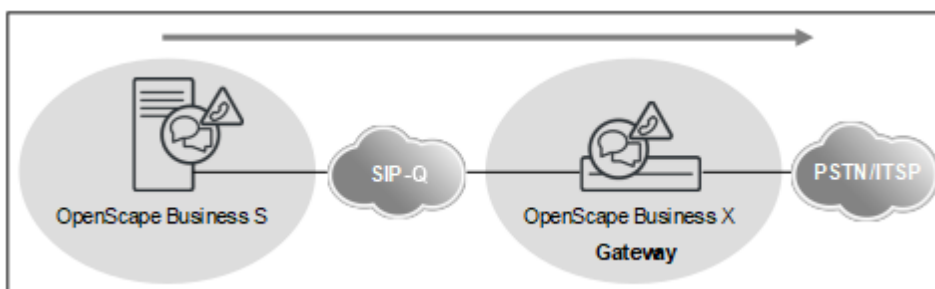 OpenScape Business S
SIP-Q
OpenScape Business X
Gateway
PSTN/ITSP